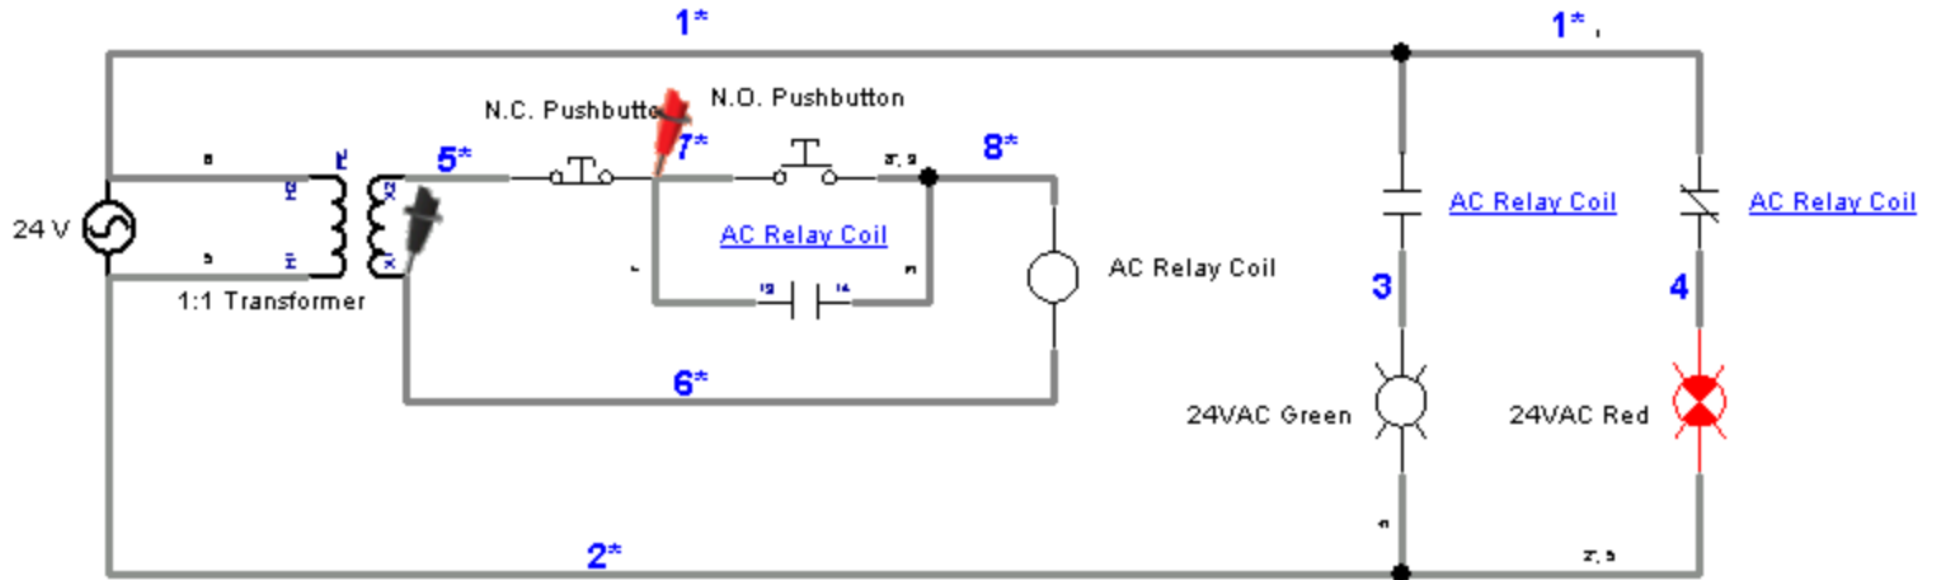 1*
1*
N.C. Pushbutto
N.O. Pushbutton
5*
7*
8*
24 V
1:1 Transformer
AC Relay Coil
AC Relay Coil
AC Relay Coil
AC Relay Coil
3
4
6*
24VAC Green
24VAC Red
2*